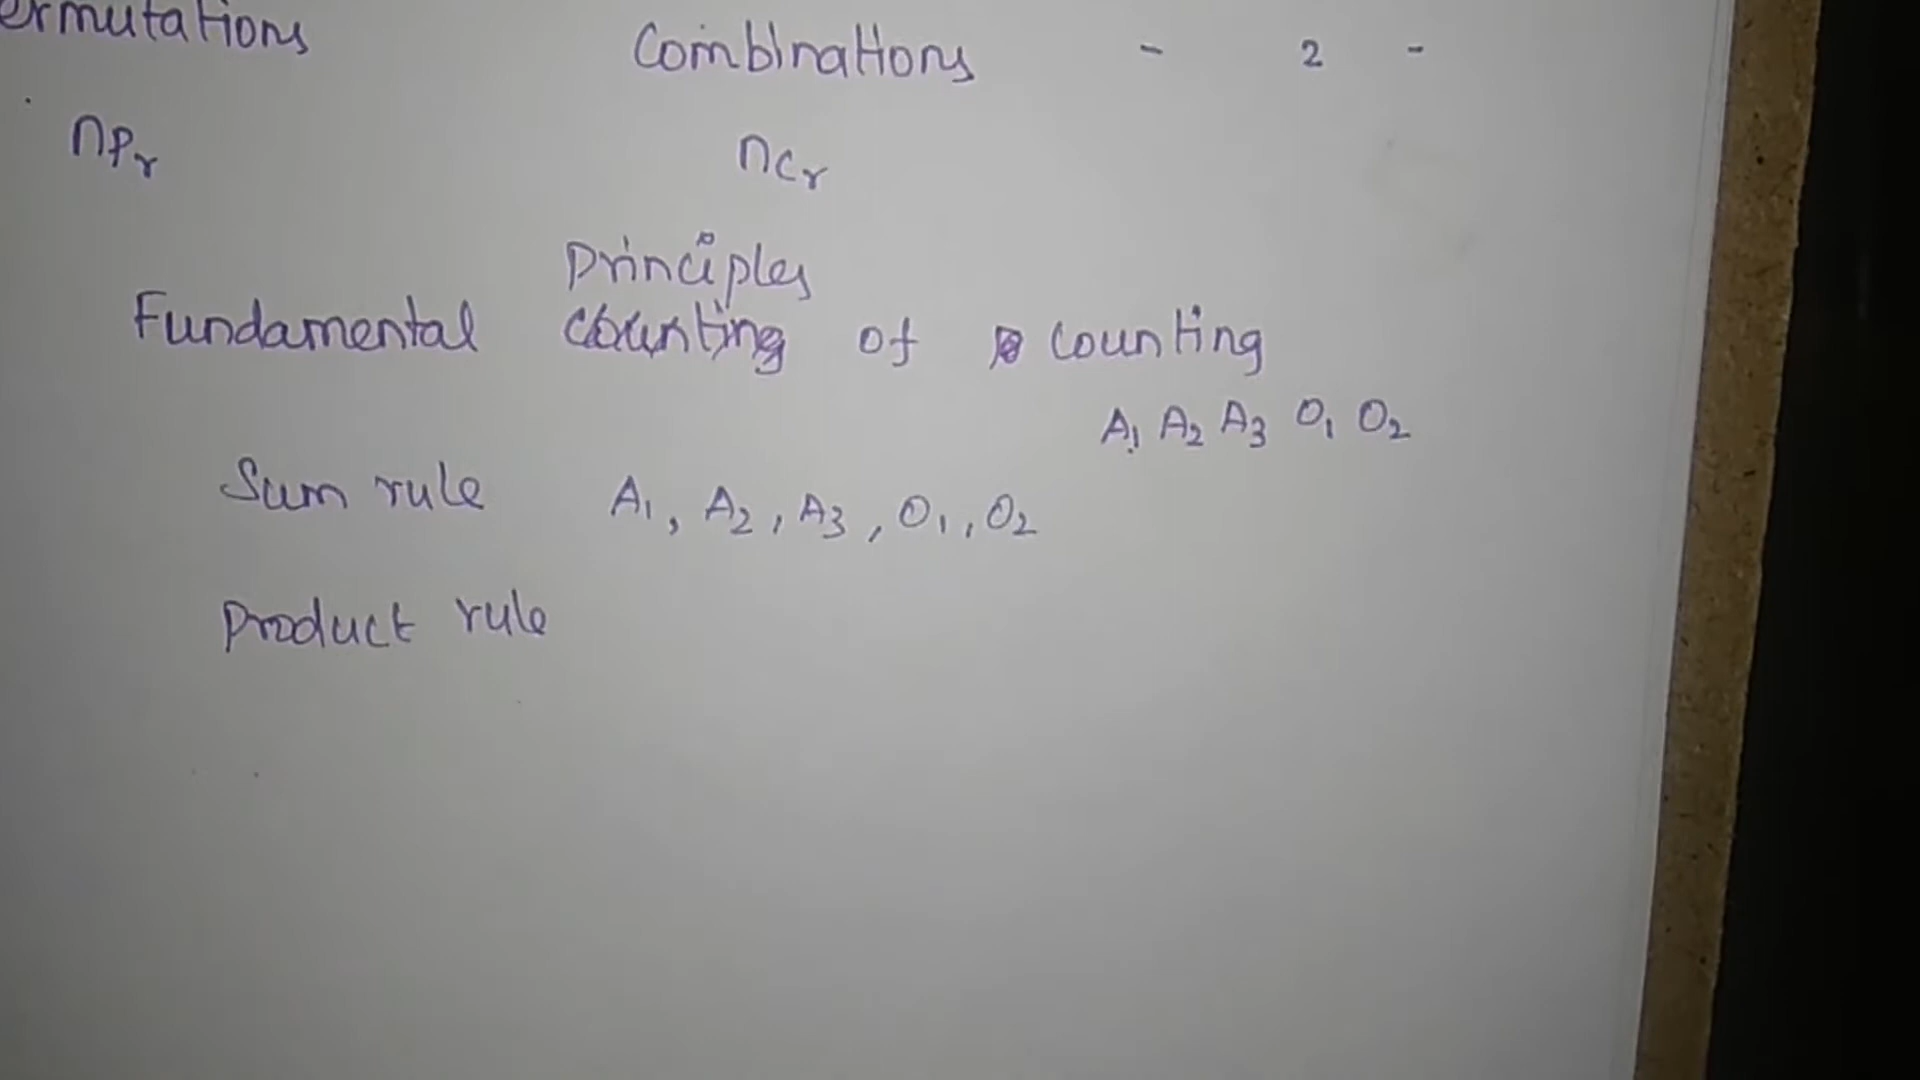 ermutations Combinations - 2 -
nPr nCr
Principles
Fundamental counting of counting
A1 A2 A3 O1 O2
Sum rule A1, A2, A3, O1, O2
Product rule